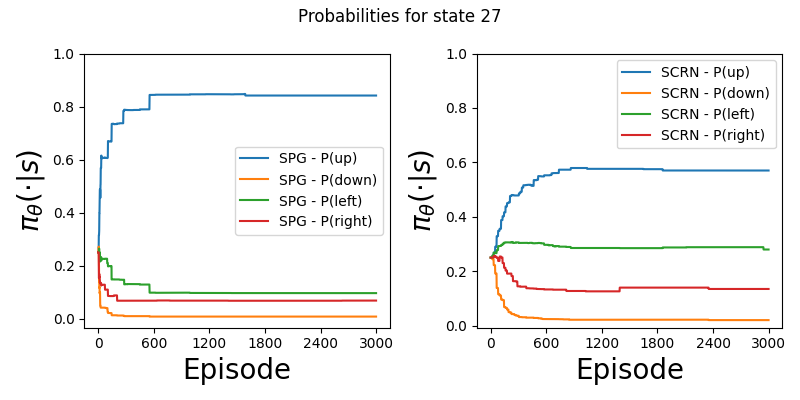 Probabilities for state 27
1.0
0.8
0.6
0.4
0.2
0.0
π_θ(·|s)
SPG - P(up)
SPG - P(down)
SPG - P(left)
SPG - P(right)
0 600 1200 1800 2400 3000
Episode
1.0
0.8
0.6
0.4
0.2
0.0
π_θ(·|s)
SCRN - P(up)
SCRN - P(down)
SCRN - P(left)
SCRN - P(right)
0 600 1200 1800 2400 3000
Episode